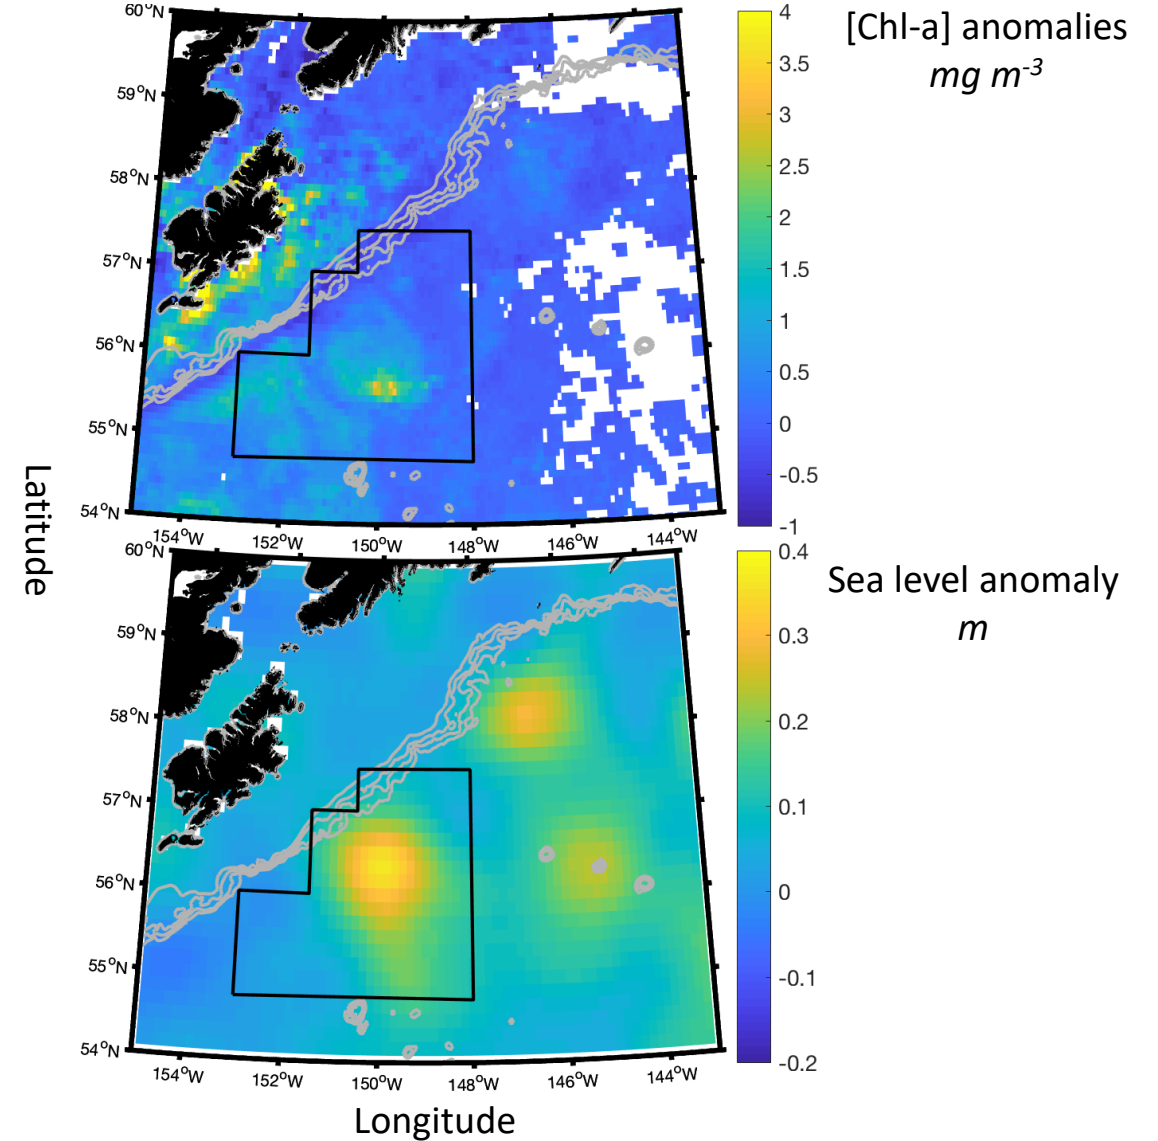 60°N
59°N
58°N
57°N
56°N
55°N
54°N
154°W
152°W
150°W
148°W
146°W
144°W
4
3.5
3
2.5
2
1.5
1
0.5
0
-0.5
-1
[Chl-a] anomalies
mg m-3
Latitude
60°N
59°N
58°N
57°N
56°N
55°N
54°N
154°W
152°W
150°W
148°W
146°W
144°W
0.4
0.3
0.2
0.1
0
-0.1
-0.2
Sea level anomaly
m
Longitude